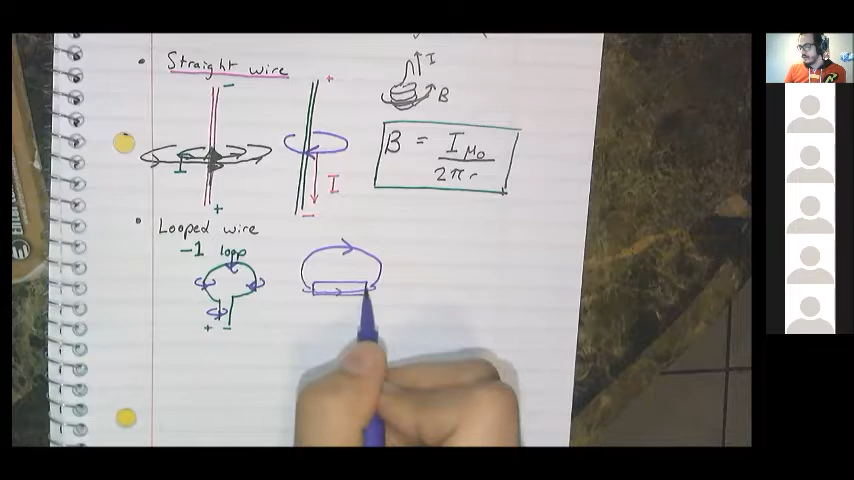 • Straight wire
− +
I
B
I
+ −
I
B = Iμ₀ / 2πr
• Looped wire
-1 loop
+ −